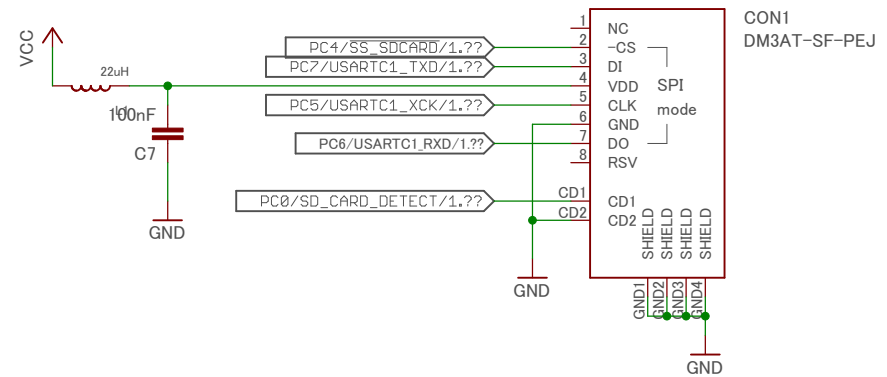 VCC
22uH
100nF
C7
GND
PC4/SS_SDCARD/1.??
PC7/USARTC1_TXD/1.??
PC5/USARTC1_XCK/1.??
PC6/USARTC1_RXD/1.??
PC0/SD_CARD_DETECT/1.??
GND
CON1
DM3AT-SF-PEJ
1 NC
2 -CS
3 DI
4 VDD
5 CLK
6 GND
7 DO
8 RSV
SPI
mode
CD1 CD1
CD2 CD2
SHIELD
SHIELD
SHIELD
SHIELD
GND1
GND2
GND3
GND4
GND